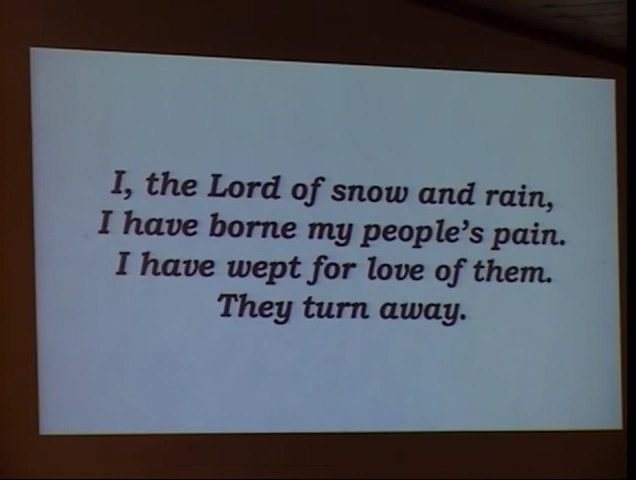 I, the Lord of snow and rain,
I have borne my people's pain.
I have wept for love of them.
They turn away.